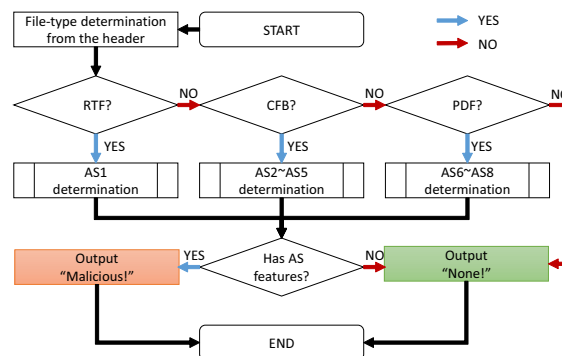 File-type determination
from the header
START
YES
NO
RTF?
NO
CFB?
NO
PDF?
NO
YES
YES
YES
AS1
determination
AS2~AS5
determination
AS6~AS8
determination
Output
"Malicious!"
YES
Has AS
features?
NO
Output
"None!"
END